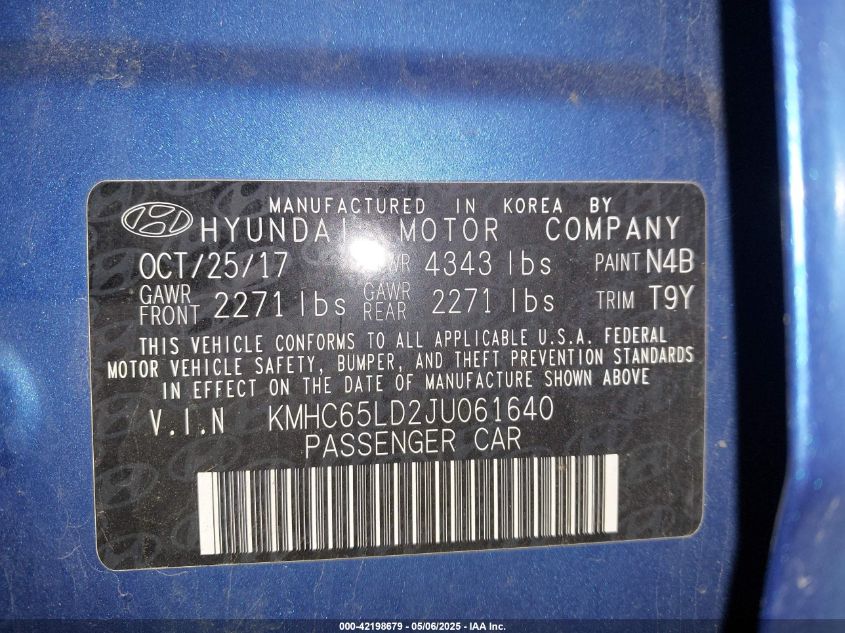 MANUFACTURED IN KOREA BY
HYUNDAI MOTOR COMPANY
OCT/25/17 4343 lbs PAINT N4B
GAWR FRONT 2271 lbs GAWR REAR 2271 lbs TRIM T9Y
THIS VEHICLE CONFORMS TO ALL APPLICABLE U.S.A. FEDERAL
MOTOR VEHICLE SAFETY, BUMPER, AND THEFT PREVENTION STANDARDS
IN EFFECT ON THE DATE OF MANUFACTURE SHOWN ABOVE
V.I.N KMHC65LD2JU061640
PASSENGER CAR
000-42198679 - 05/06/2025 - IAA Inc.